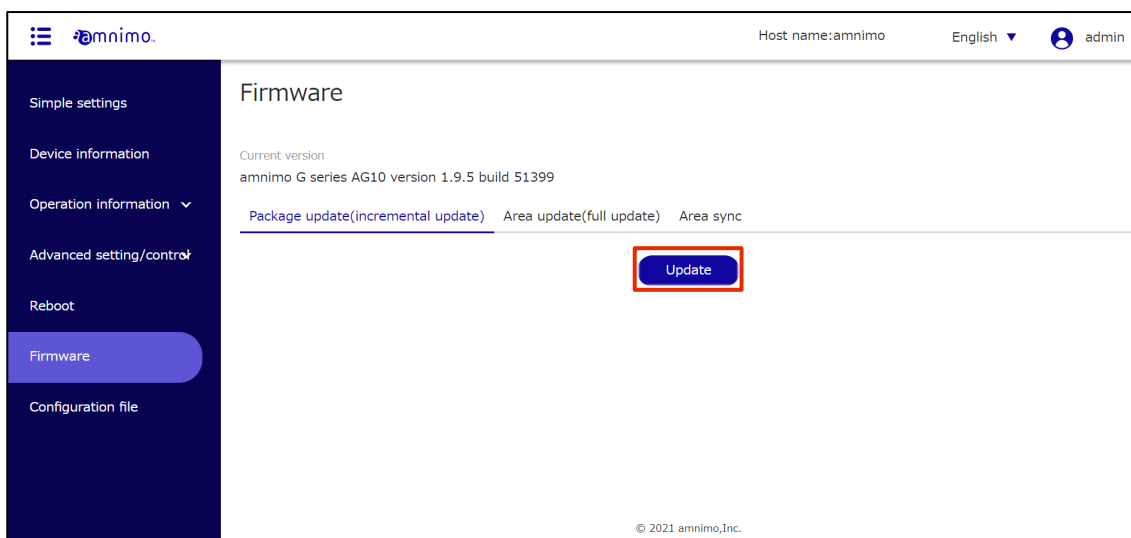 amnimo
Host name:amnimo
English ▼
admin
Simple settings
Device information
Operation information
Advanced setting/control
Reboot
Firmware
Configuration file
Firmware
Current version
amnimo G series AG10 version 1.9.5 build 51399
Package update(incremental update) Area update(full update) Area sync
Update
© 2021 amnimo,Inc.